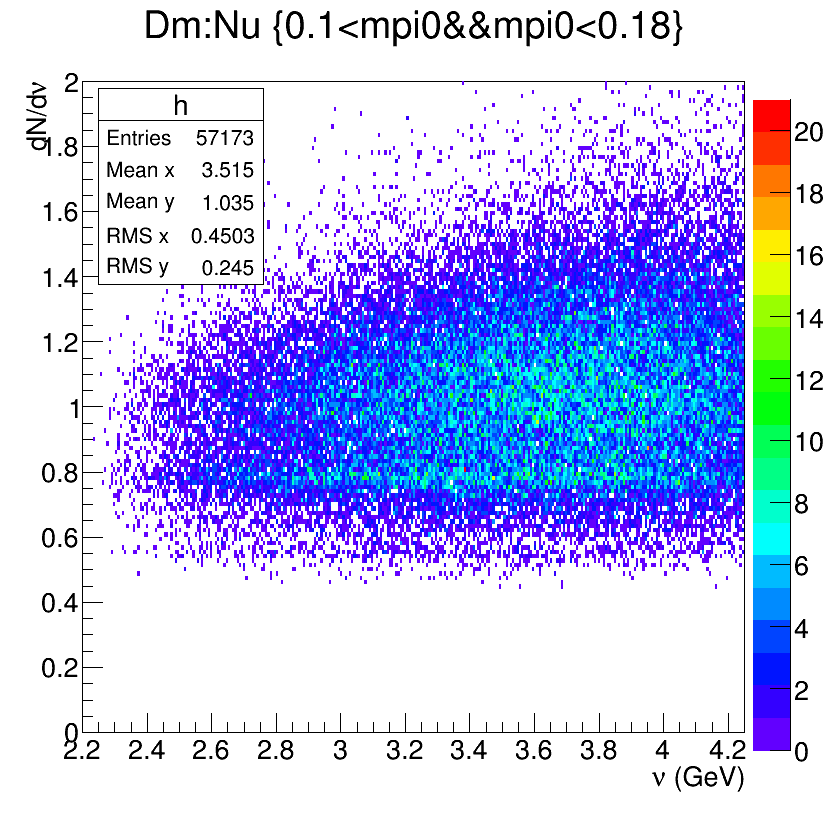 Dm:Nu {0.1<mpi0&&mpi0<0.18}
dN/dν
h
Entries 57173
Mean x 3.515
Mean y 1.035
RMS x 0.4503
RMS y 0.245
2
1.8
1.6
1.4
1.2
1
0.8
0.6
0.4
0.2
0
2.2 2.4 2.6 2.8 3 3.2 3.4 3.6 3.8 4 4.2
ν (GeV)
20
18
16
14
12
10
8
6
4
2
0